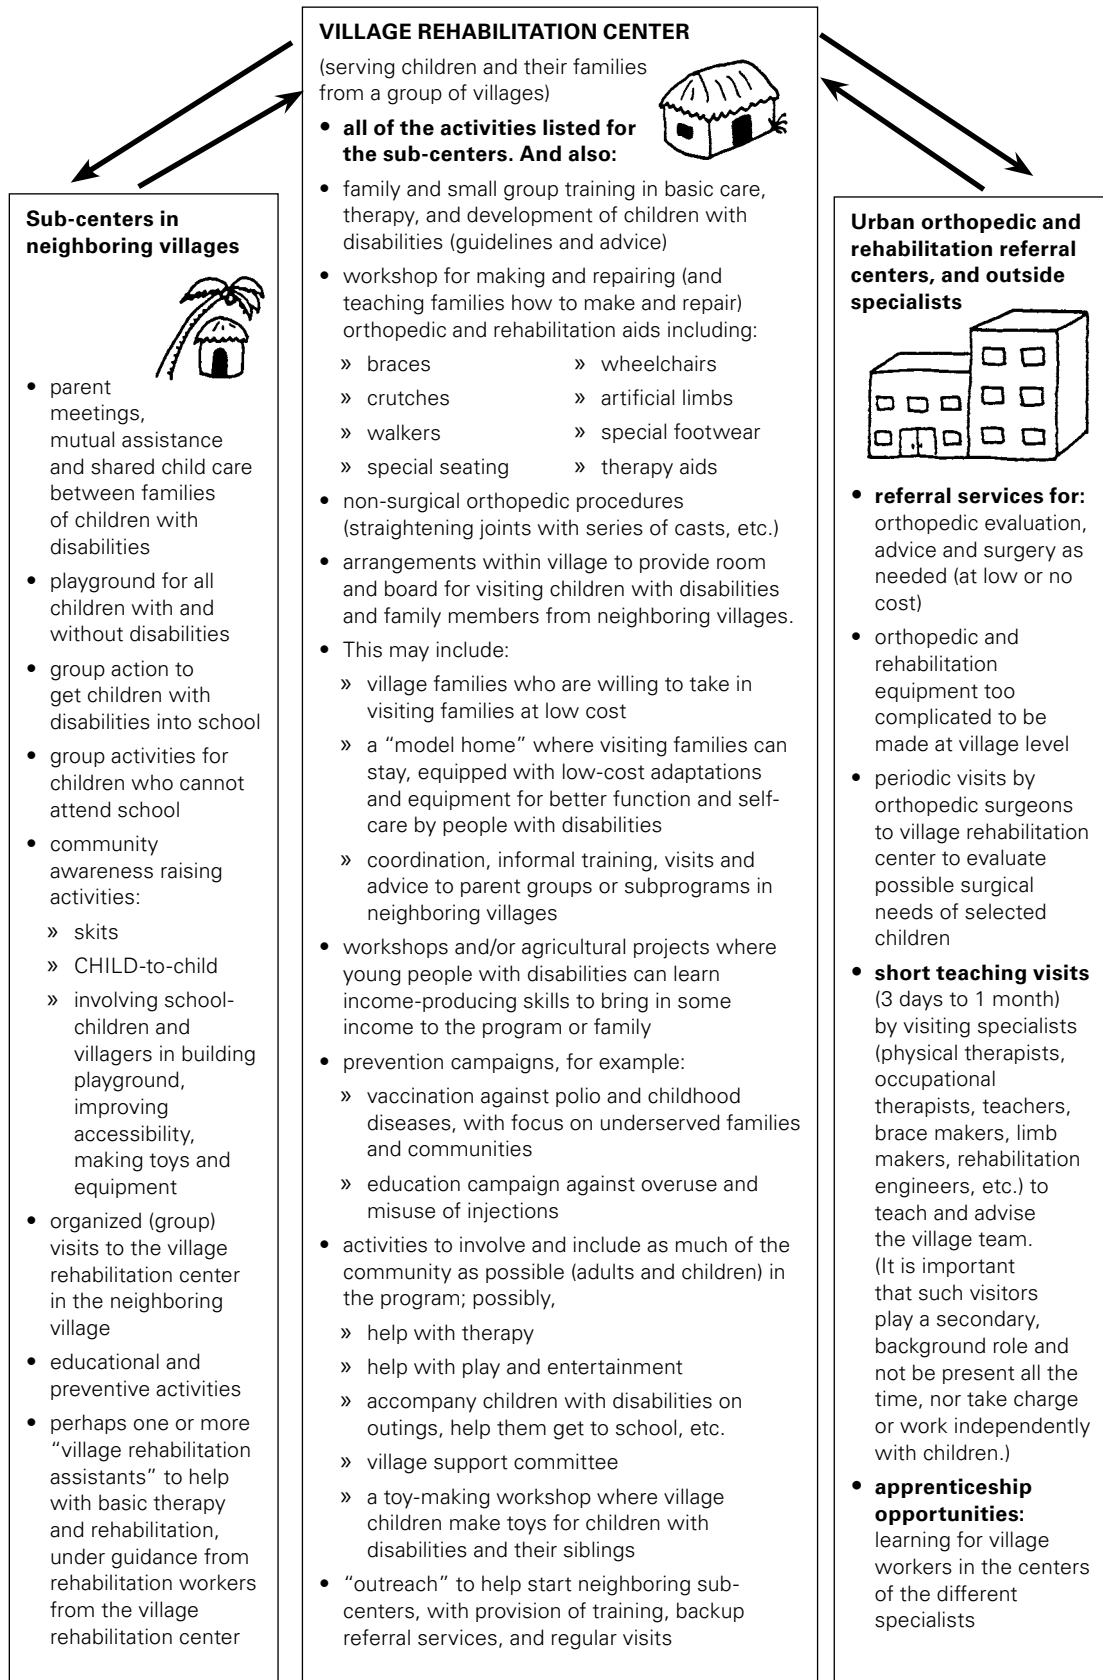 VILLAGE REHABILITATION CENTER
(serving children and their families
from a group of villages)
• all of the activities listed for
the sub-centers. And also:
• family and small group training in basic care,
therapy, and development of children with
disabilities (guidelines and advice)
• workshop for making and repairing (and
teaching families how to make and repair)
orthopedic and rehabilitation aids including:
» braces
» crutches
» walkers
» special seating
» wheelchairs
» artificial limbs
» special footwear
» therapy aids
• non-surgical orthopedic procedures
(straightening joints with series of casts, etc.)
• arrangements within village to provide room
and board for visiting children with disabilities
and family members from neighboring villages.
• This may include:
» village families who are willing to take in
visiting families at low cost
» a “model home” where visiting families can
stay, equipped with low-cost adaptations
and equipment for better function and self-
care by people with disabilities
» coordination, informal training, visits and
advice to parent groups or subprograms in
neighboring villages
• workshops and/or agricultural projects where
young people with disabilities can learn
income-producing skills to bring in some
income to the program or family
• prevention campaigns, for example:
» vaccination against polio and childhood
diseases, with focus on underserved families
and communities
» education campaign against overuse and
misuse of injections
• activities to involve and include as much of the
community as possible (adults and children) in
the program; possibly,
» help with therapy
» help with play and entertainment
» accompany children with disabilities on
outings, help them get to school, etc.
» village support committee
» a toy-making workshop where village
children make toys for children with
disabilities and their siblings
• “outreach” to help start neighboring sub-
centers, with provision of training, backup
referral services, and regular visits
Sub-centers in
neighboring villages
• parent
meetings,
mutual assistance
and shared child care
between families
of children with
disabilities
• playground for all
children with and
without disabilities
• group action to
get children with
disabilities into school
• group activities for
children who cannot
attend school
• community
awareness raising
activities:
» skits
» CHILD-to-child
» involving school-
children and
villagers in building
playground,
improving
accessibility,
making toys and
equipment
• organized (group)
visits to the village
rehabilitation center
in the neighboring
village
• educational and
preventive activities
• perhaps one or more
“village rehabilitation
assistants” to help
with basic therapy
and rehabilitation,
under guidance from
rehabilitation workers
from the village
rehabilitation center
Urban orthopedic and
rehabilitation referral
centers, and outside
specialists
• referral services for:
orthopedic evaluation,
advice and surgery as
needed (at low or no
cost)
• orthopedic and
rehabilitation
equipment too
complicated to be
made at village level
• periodic visits by
orthopedic surgeons
to village rehabilitation
center to evaluate
possible surgical
needs of selected
children
• short teaching visits
(3 days to 1 month)
by visiting specialists
(physical therapists,
occupational
therapists, teachers,
brace makers, limb
makers, rehabilitation
engineers, etc.) to
teach and advise
the village team.
(It is important
that such visitors
play a secondary,
background role and
not be present all the
time, nor take charge
or work independently
with children.)
• apprenticeship
opportunities:
learning for village
workers in the centers
of the different
specialists